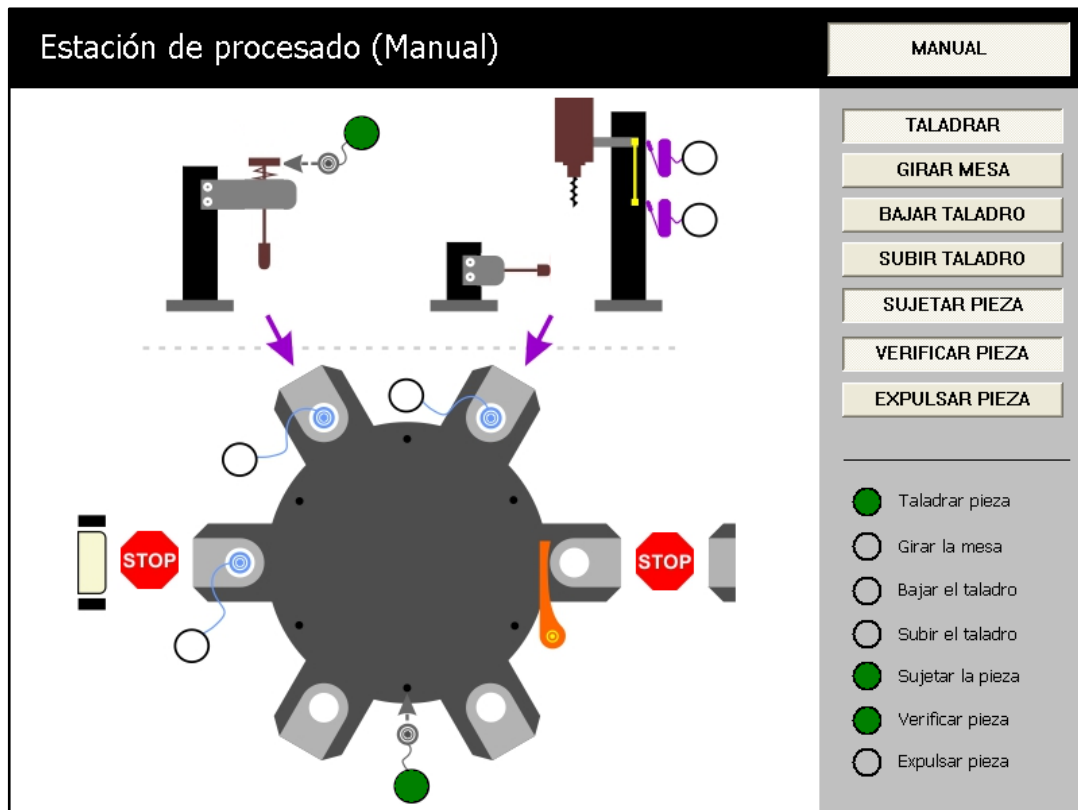 Estación de procesado (Manual)
MANUAL
TALADRAR
GIRAR MESA
BAJAR TALADRO
SUBIR TALADRO
SUJETAR PIEZA
VERIFICAR PIEZA
EXPULSAR PIEZA
STOP
STOP
Taladrar pieza
Girar la mesa
Bajar el taladro
Subir el taladro
Sujetar la pieza
Verificar pieza
Expulsar pieza